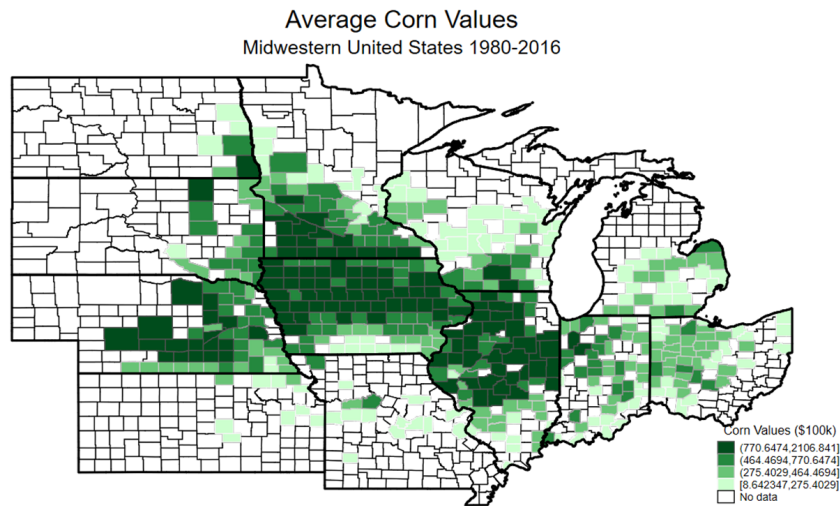 Average Corn Values
Midwestern United States 1980-2016
Corn Values ($100k)
(770.6474,2106.841]
(464.4694,770.6474]
(275.4029,464.4694]
[8.642347,275.4029]
No data